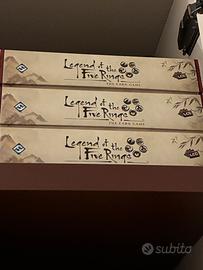 Legend of the
Five Rings
THE CARD GAME
Legend of the
Five Rings
THE CARD GAME
Legend of the
Five Rings
THE CARD GAME
subito